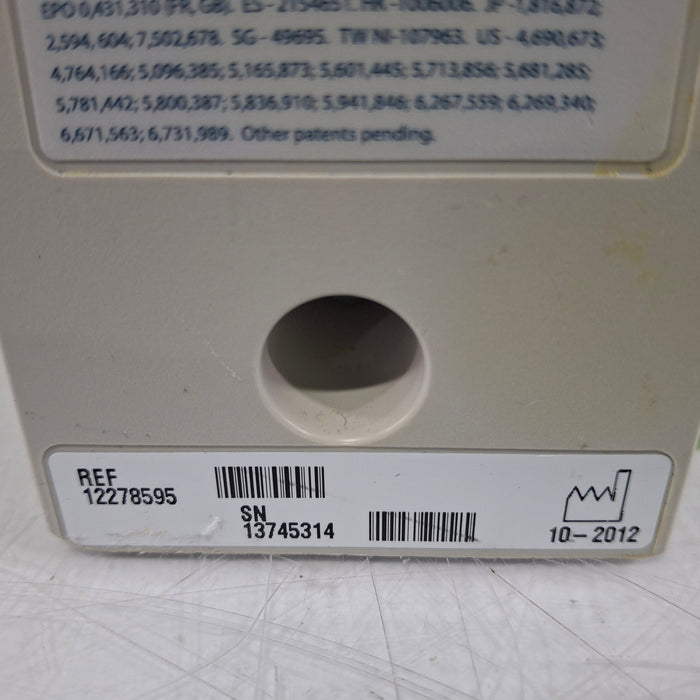 EPO 0,431,310 (FR, GB). ES - 2154651. HK - 1006006. JP - 1,816,872;
2,594,604; 7,502,678. SG - 49695. TW NI-107963. US - 4,690,673;
4,764,166; 5,096,385; 5,165,873; 5,601,445; 5,713,856; 5,681,285;
5,781,442; 5,800,387; 5,836,910; 5,941,846; 6,267,559; 6,269,340;
6,671,563; 6,731,989. Other patents pending.
REF
12278595
SN
13745314
10-2012